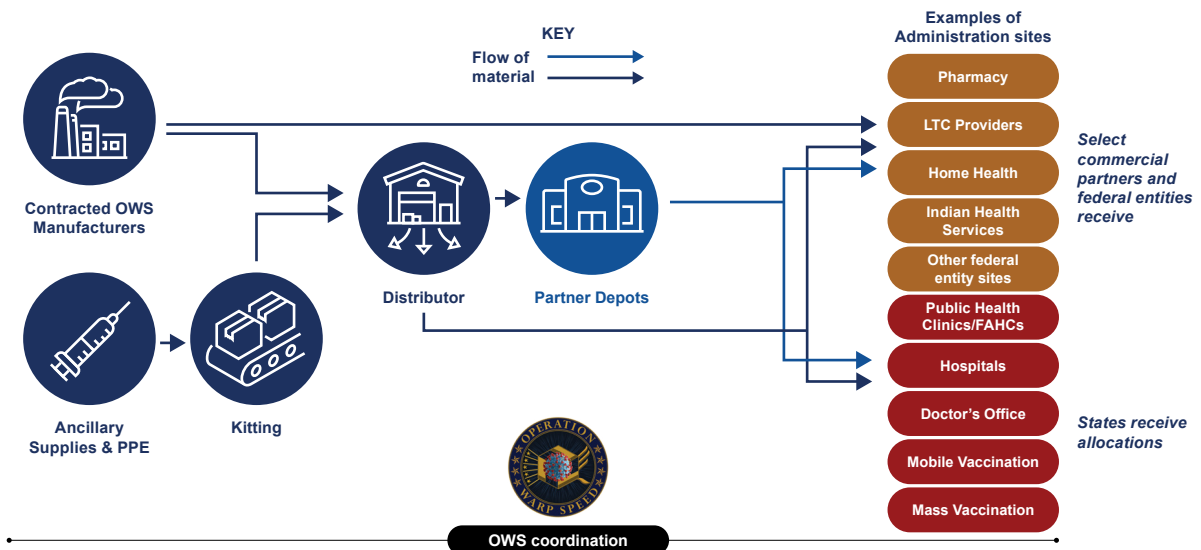 KEY
Flow of
material
Examples of
Administration sites
Contracted OWS
Manufacturers
Ancillary
Supplies & PPE
Kitting
Distributor
Partner Depots
Pharmacy
LTC Providers
Home Health
Indian Health
Services
Other federal
entity sites
Public Health
Clinics/FAHCs
Hospitals
Doctor's Office
Mobile Vaccination
Mass Vaccination
Select
commercial
partners and
federal entities
receive
States receive
allocations
OPERATION
WARP SPEED
OWS coordination